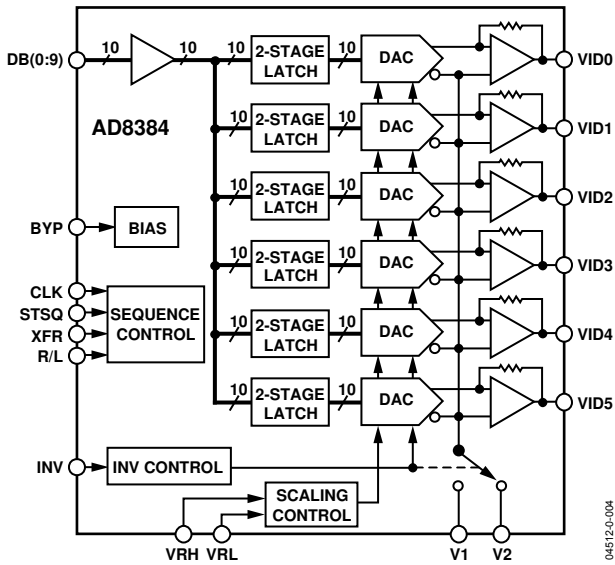 DB(0:9)
10
10
10
2-STAGE
LATCH
10
DAC
VID0
AD8384
10
2-STAGE
LATCH
10
DAC
VID1
10
2-STAGE
LATCH
10
DAC
VID2
BYP
BIAS
10
2-STAGE
LATCH
10
DAC
VID3
CLK
STSQ
XFR
R/L
SEQUENCE
CONTROL
10
2-STAGE
LATCH
10
DAC
VID4
10
2-STAGE
LATCH
10
DAC
VID5
INV
INV CONTROL
SCALING
CONTROL
VRH
VRL
V1
V2
04512-0-004